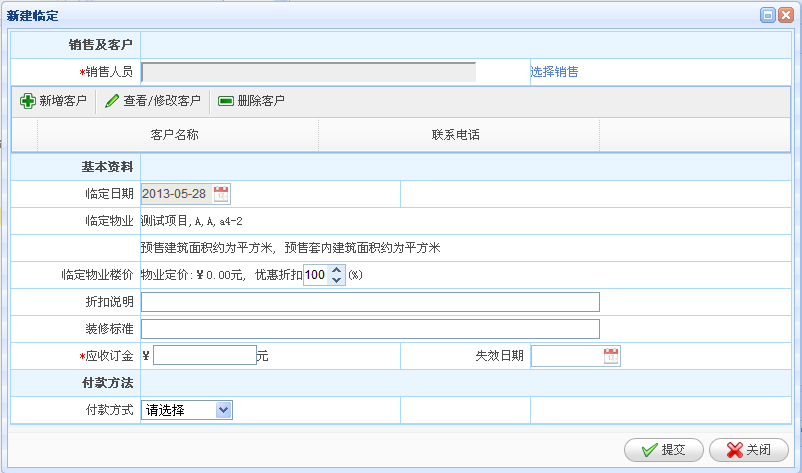 新建临定
销售及客户
*销售人员 选择销售
新增客户 查看/修改客户 删除客户
客户名称 联系电话
基本资料
临定日期 2013-05-28
临定物业 测试项目,A,A,a4-2
预售建筑面积约为平方米, 预售套内建筑面积约为平方米
临定物业楼价 物业定价:￥0.00元, 优惠折扣100(%)
折扣说明
装修标准
*应收订金 ￥ 元 失效日期
付款方法
付款方式 请选择
提交 关闭